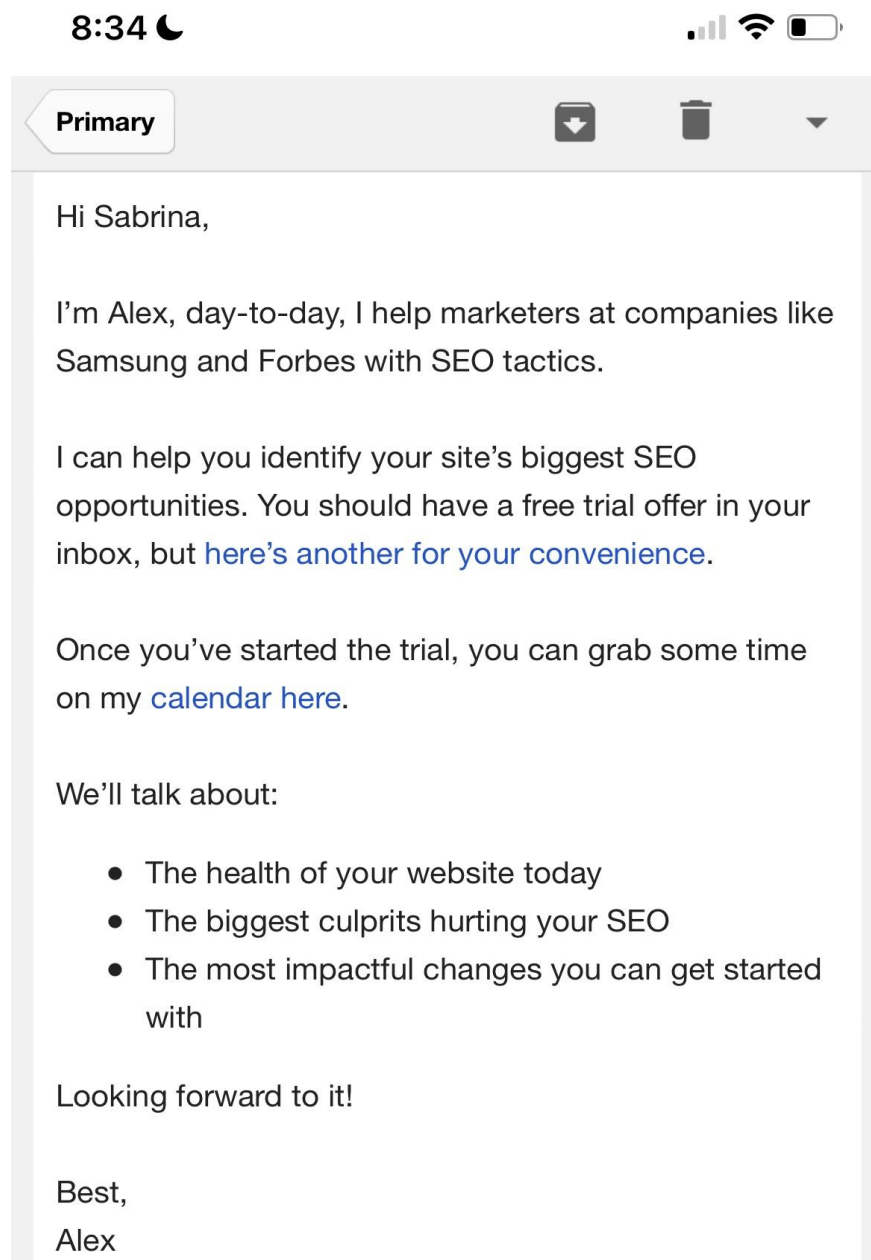 8:34
Primary
Hi Sabrina,
I'm Alex, day-to-day, I help marketers at companies like
Samsung and Forbes with SEO tactics.
I can help you identify your site's biggest SEO
opportunities. You should have a free trial offer in your
inbox, but here's another for your convenience.
Once you've started the trial, you can grab some time
on my calendar here.
We'll talk about:
• The health of your website today
• The biggest culprits hurting your SEO
• The most impactful changes you can get started
with
Looking forward to it!
Best,
Alex